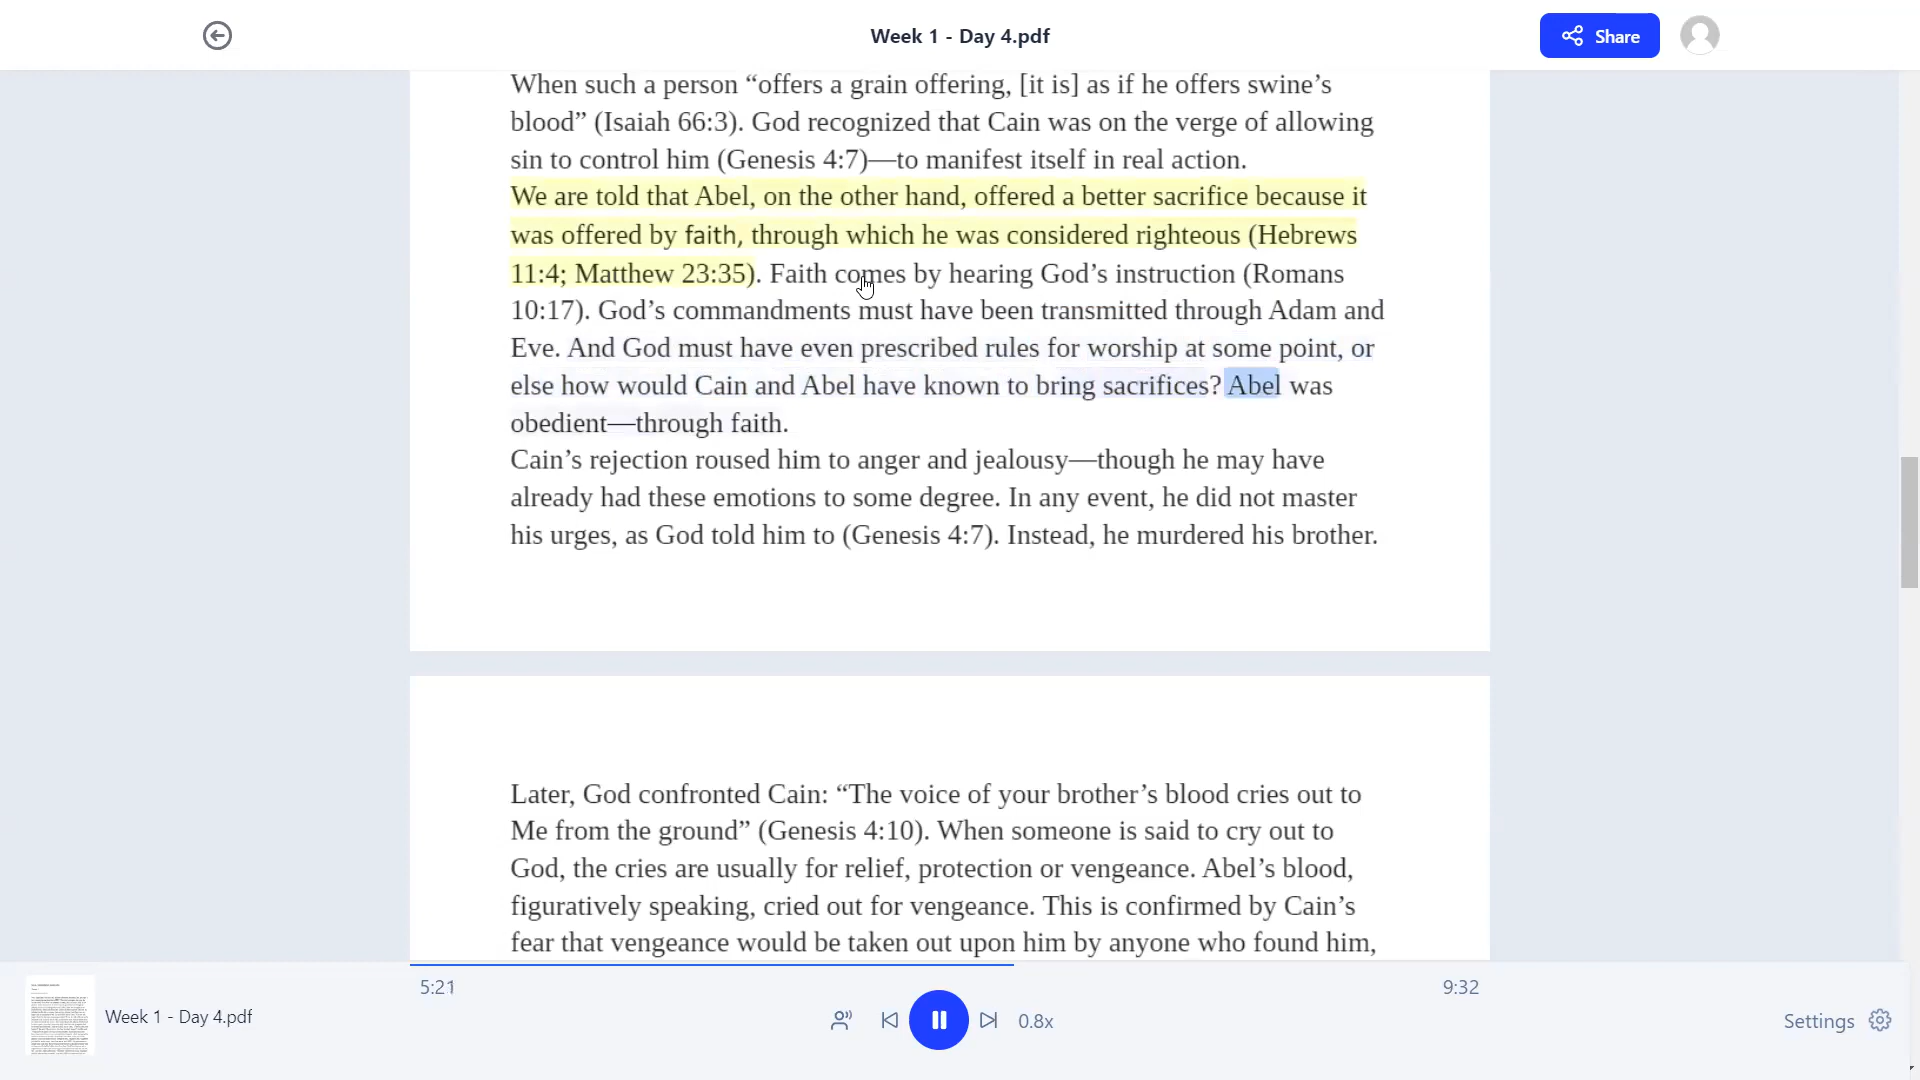 Week 1 - Day 4.pdf
Share
When such a person “offers a grain offering, [it is] as if he offers swine’s
blood” (Isaiah 66:3). God recognized that Cain was on the verge of allowing
sin to control him (Genesis 4:7)—to manifest itself in real action.
We are told that Abel, on the other hand, offered a better sacrifice because it
was offered by faith, through which he was considered righteous (Hebrews
11:4; Matthew 23:35). Faith comes by hearing God’s instruction (Romans
10:17). God’s commandments must have been transmitted through Adam and
Eve. And God must have even prescribed rules for worship at some point, or
else how would Cain and Abel have known to bring sacrifices? Abel was
obedient—through faith.
Cain’s rejection roused him to anger and jealousy—though he may have
already had these emotions to some degree. In any event, he did not master
his urges, as God told him to (Genesis 4:7). Instead, he murdered his brother.
Later, God confronted Cain: “The voice of your brother’s blood cries out to
Me from the ground” (Genesis 4:10). When someone is said to cry out to
God, the cries are usually for relief, protection or vengeance. Abel’s blood,
figuratively speaking, cried out for vengeance. This is confirmed by Cain’s
fear that vengeance would be taken out upon him by anyone who found him,
5:21
9:32
Week 1 - Day 4.pdf
0.8x
Settings